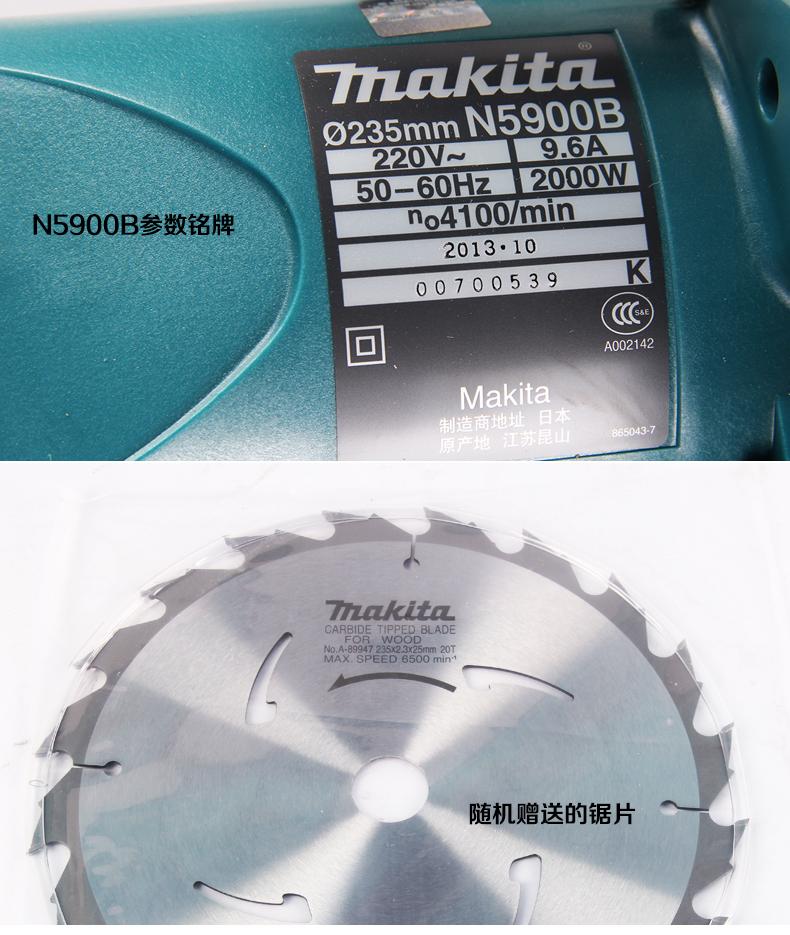 makita®
Ø235mm N5900B
220V~ 9.6A
50-60Hz 2000W
no4100/min
2013·10
00700539 K
N5900B参数铭牌
S&E
A002142
Makita
制造商地址 日本
原产地 江苏昆山
865043-7
makita
CARBIDE TIPPED BLADE
FOR WOOD
No.A-89947 235x2.3x25mm 20T
MAX. SPEED 6500 min⁻¹
随机赠送的锯片